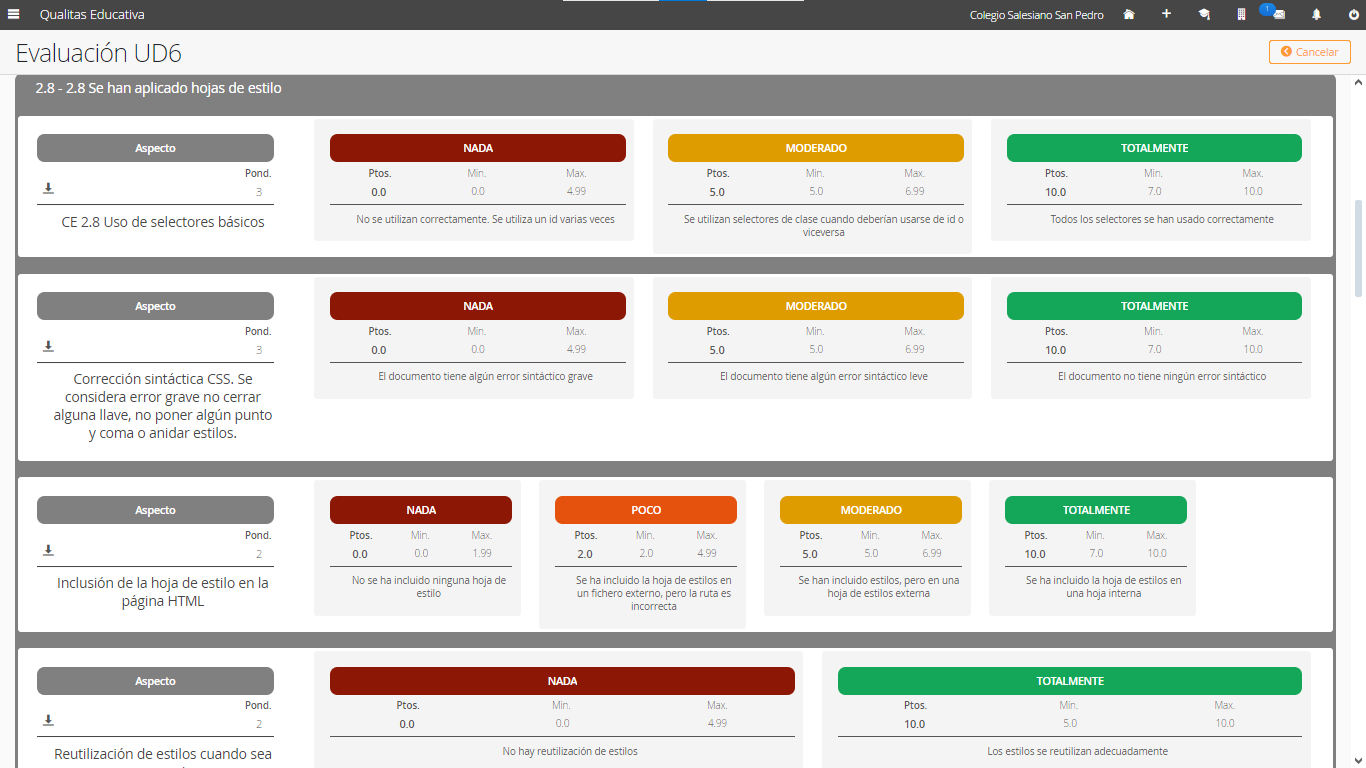 Qualitas Educativa
Colegio Salesiano San Pedro
1
Evaluación UD6
Cancelar
2.8 - 2.8 Se han aplicado hojas de estilo
Aspecto
Pond.
3
CE 2.8 Uso de selectores básicos
NADA
Ptos. Min. Max.
0.0 0.0 4.99
No se utilizan correctamente. Se utiliza un id varias veces
MODERADO
Ptos. Min. Max.
5.0 5.0 6.99
Se utilizan selectores de clase cuando deberían usarse de id o
viceversa
TOTALMENTE
Ptos. Min. Max.
10.0 7.0 10.0
Todos los selectores se han usado correctamente
Aspecto
Pond.
3
Corrección sintáctica CSS. Se
considera error grave no cerrar
alguna llave, no poner algún punto
y coma o anidar estilos.
NADA
Ptos. Min. Max.
0.0 0.0 4.99
El documento tiene algún error sintáctico grave
MODERADO
Ptos. Min. Max.
5.0 5.0 6.99
El documento tiene algún error sintáctico leve
TOTALMENTE
Ptos. Min. Max.
10.0 7.0 10.0
El documento no tiene ningún error sintáctico
Aspecto
Pond.
2
Inclusión de la hoja de estilo en la
página HTML
NADA
Ptos. Min. Max.
0.0 0.0 1.99
No se ha incluido ninguna hoja de
estilo
POCO
Ptos. Min. Max.
2.0 2.0 4.99
Se ha incluido la hoja de estilos en
un fichero externo, pero la ruta es
incorrecta
MODERADO
Ptos. Min. Max.
5.0 5.0 6.99
Se han incluido estilos, pero en una
hoja de estilos externa
TOTALMENTE
Ptos. Min. Max.
10.0 7.0 10.0
Se ha incluido la hoja de estilos en
una hoja interna
Aspecto
Pond.
2
Reutilización de estilos cuando sea
NADA
Ptos. Min. Max.
0.0 0.0 4.99
No hay reutilización de estilos
TOTALMENTE
Ptos. Min. Max.
10.0 5.0 10.0
Los estilos se reutilizan adecuadamente